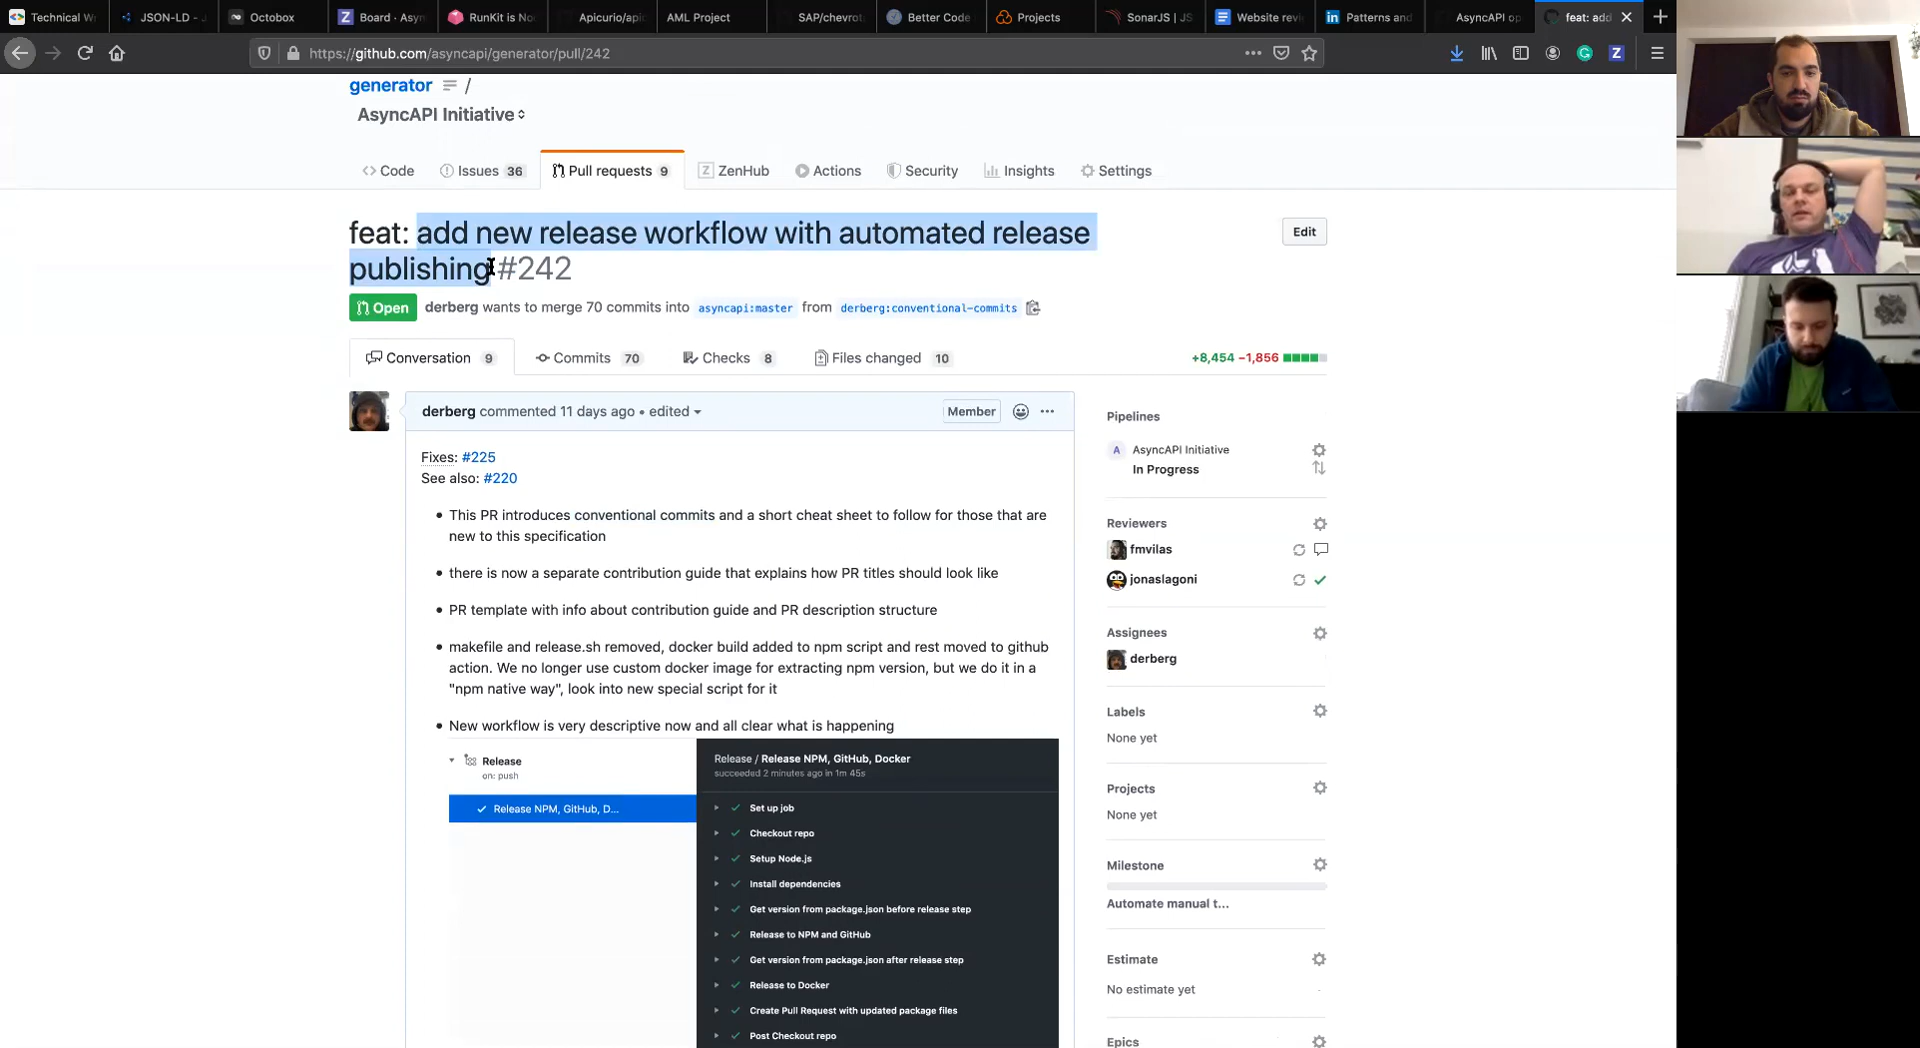 Technical Wr
JSON-LD - J
Octobox
Board · Asyn
RunKit is No
Apicurio/apic
AML Project
SAP/chevrota
Better Code
Projects
SonarJS | JS
Website revi
Patterns and
AsyncAPI op
feat: add
https://github.com/asyncapi/generator/pull/242
generator /
AsyncAPI Initiative
Code
Issues 36
Pull requests 9
ZenHub
Actions
Security
Insights
Settings
feat: add new release workflow with automated release
publishing #242
Edit
Open
derberg wants to merge 70 commits into asyncapi:master from derberg:conventional-commits
Conversation 9
Commits 70
Checks 8
Files changed 10
+8,454 −1,856
derberg commented 11 days ago • edited
Member
Fixes: #225
See also: #220
• This PR introduces conventional commits and a short cheat sheet to follow for those that are
new to this specification
• there is now a separate contribution guide that explains how PR titles should look like
• PR template with info about contribution guide and PR description structure
• makefile and release.sh removed, docker build added to npm script and rest moved to github
action. We no longer use custom docker image for extracting npm version, but we do it in a
"npm native way", look into new special script for it
• New workflow is very descriptive now and all clear what is happening
Release
on: push
Release NPM, GitHub, D...
Release / Release NPM, GitHub, Docker
succeeded 2 minutes ago in 1m 45s
Set up job
Checkout repo
Setup Node.js
Install dependencies
Get version from package.json before release step
Release to NPM and GitHub
Get version from package.json after release step
Release to Docker
Create Pull Request with updated package files
Post Checkout repo
Pipelines
A AsyncAPI Initiative
In Progress
Reviewers
fmvilas
jonaslagoni
Assignees
derberg
Labels
None yet
Projects
None yet
Milestone
Automate manual t...
Estimate
No estimate yet
Epics